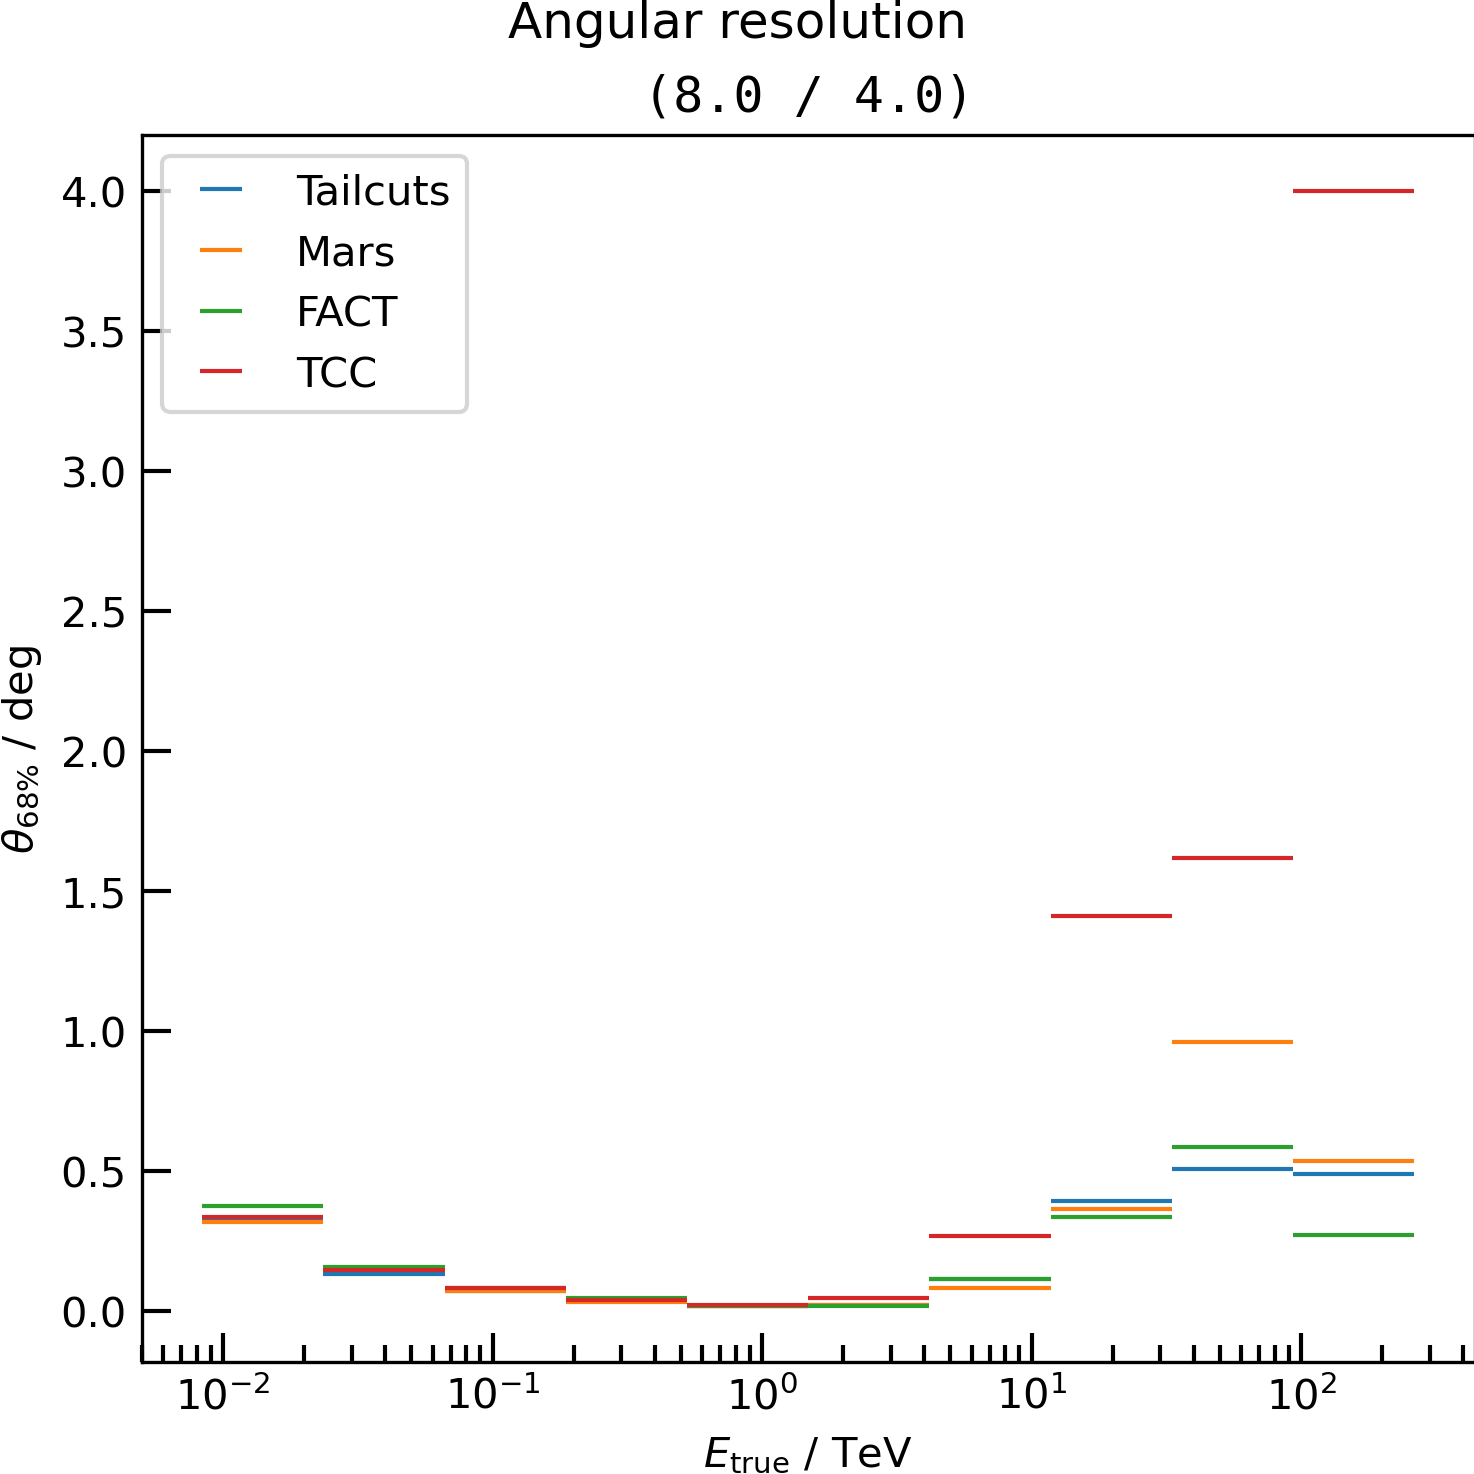 Angular resolution
(8.0 / 4.0)
Tailcuts
Mars
FACT
TCC
4.0
3.5
3.0
2.5
2.0
1.5
1.0
0.5
0.0
θ₆₈% / deg
10⁻² 10⁻¹ 10⁰ 10¹ 10²
E_true / TeV